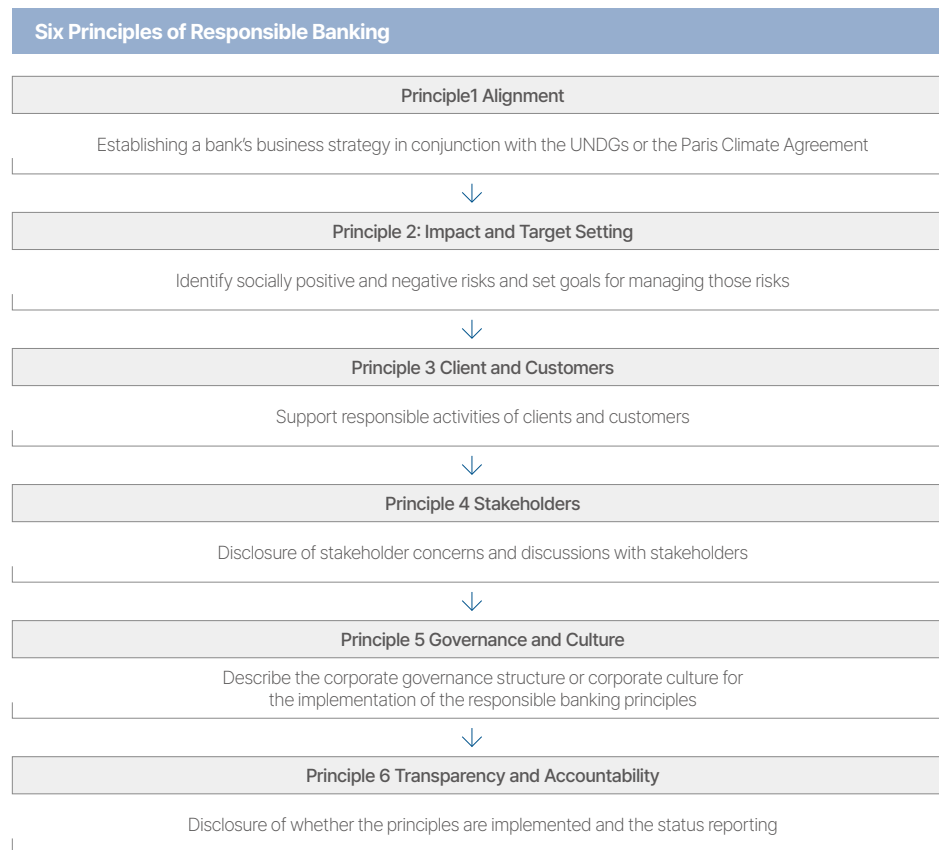 Six Principles of Responsible Banking
Principle1 Alignment
Establishing a bank's business strategy in conjunction with the UNDGs or the Paris Climate Agreement
Principle 2: Impact and Target Setting
Identify socially positive and negative risks and set goals for managing those risks
Principle 3 Client and Customers
Support responsible activities of clients and customers
Principle 4 Stakeholders
Disclosure of stakeholder concerns and discussions with stakeholders
Principle 5 Governance and Culture
Describe the corporate governance structure or corporate culture for
the implementation of the responsible banking principles
Principle 6 Transparency and Accountability
Disclosure of whether the principles are implemented and the status reporting